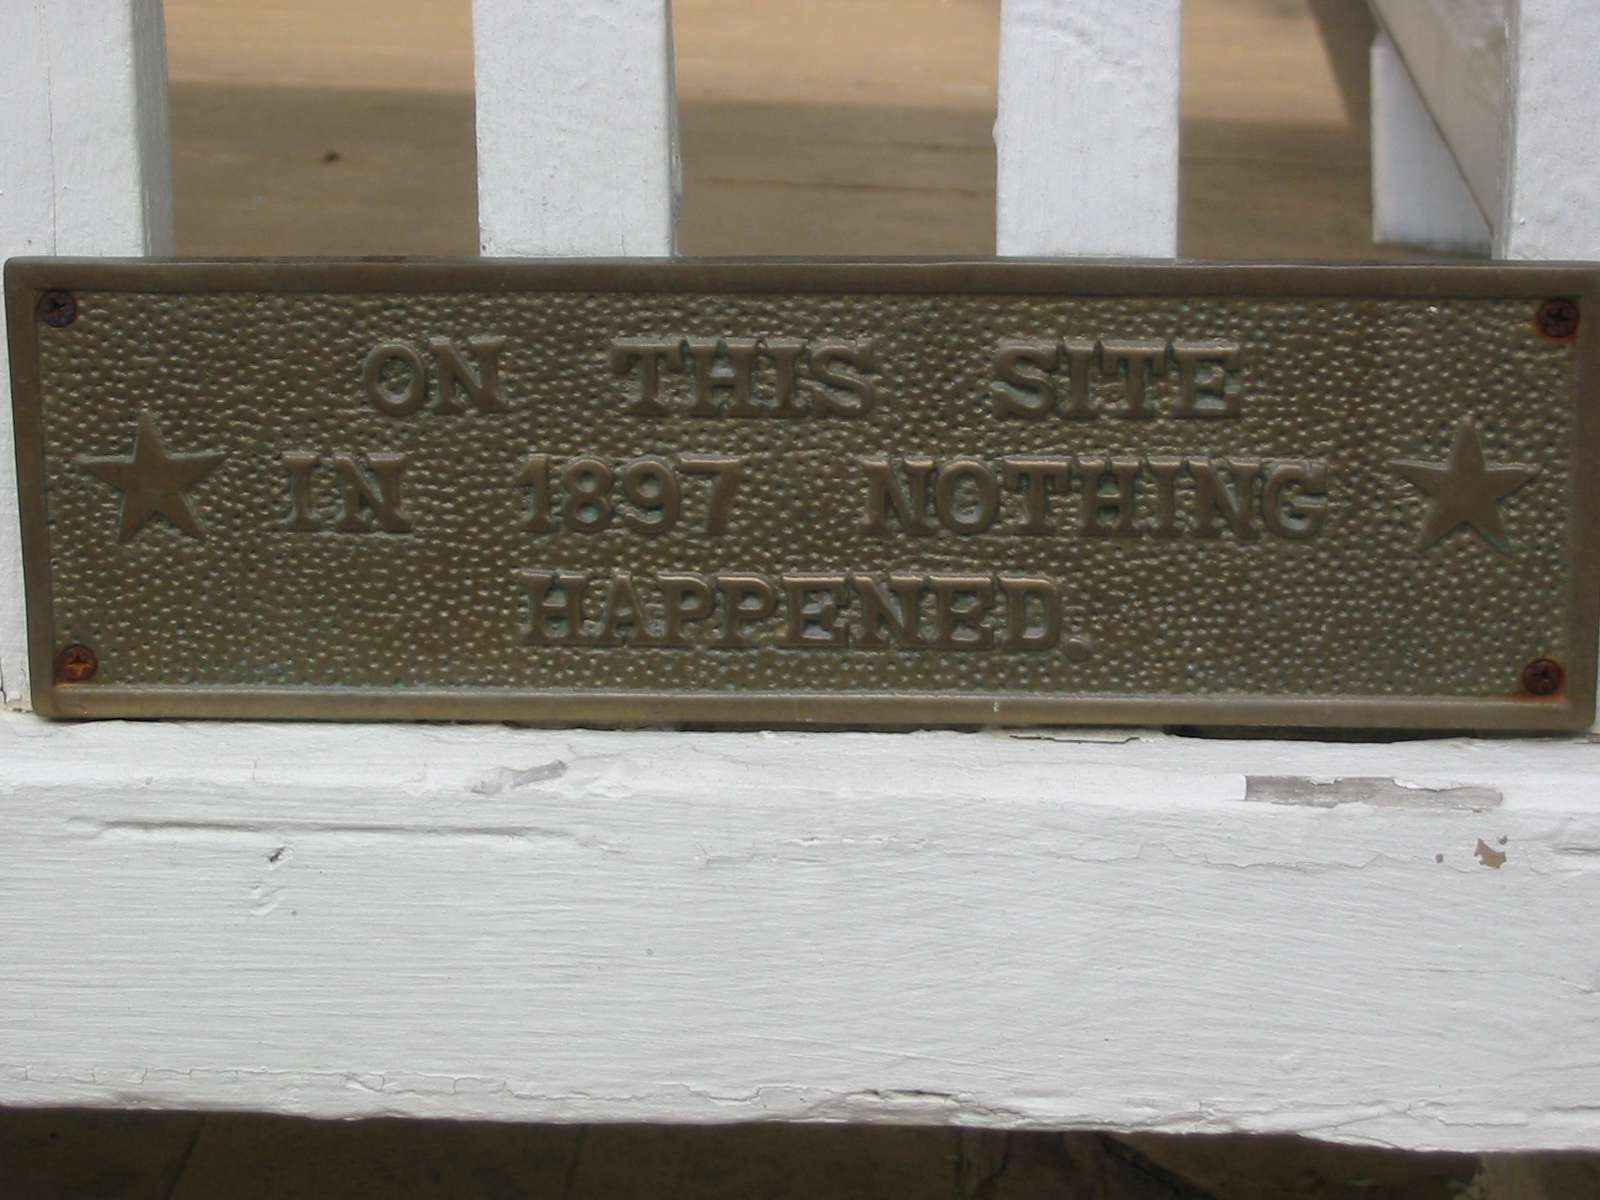 ON THIS SITE
IN 1897 NOTHING
HAPPENED.